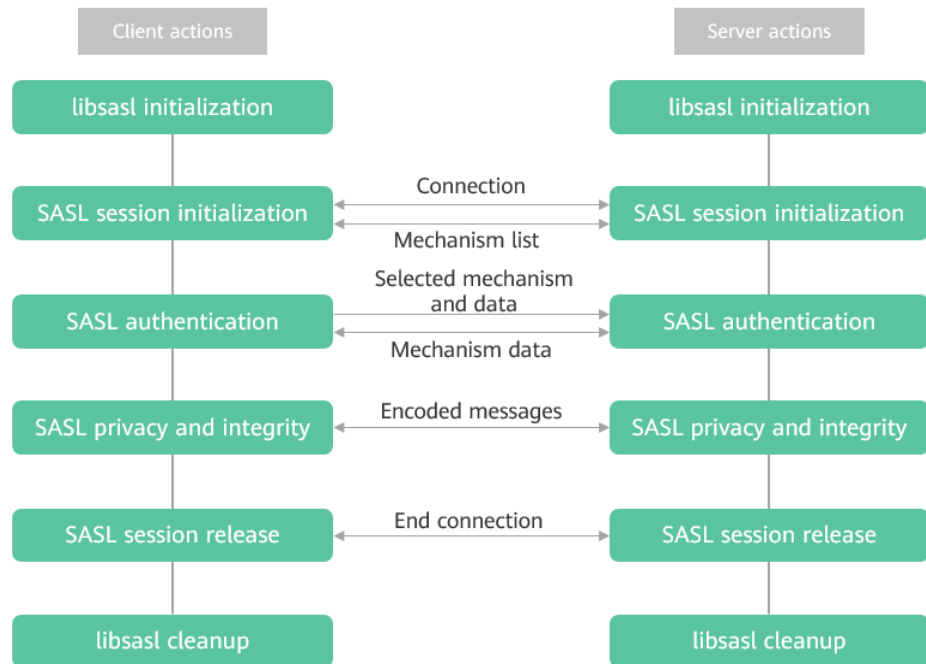 Client actions
Server actions
libsasl initialization
libsasl initialization
Connection
SASL session initialization
SASL session initialization
Mechanism list
Selected mechanism
and data
SASL authentication
SASL authentication
Mechanism data
Encoded messages
SASL privacy and integrity
SASL privacy and integrity
End connection
SASL session release
SASL session release
libsasl cleanup
libsasl cleanup